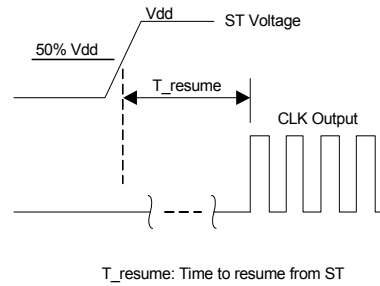 Vdd
ST Voltage
50% Vdd
T_resume
CLK Output
T_resume: Time to resume from ST